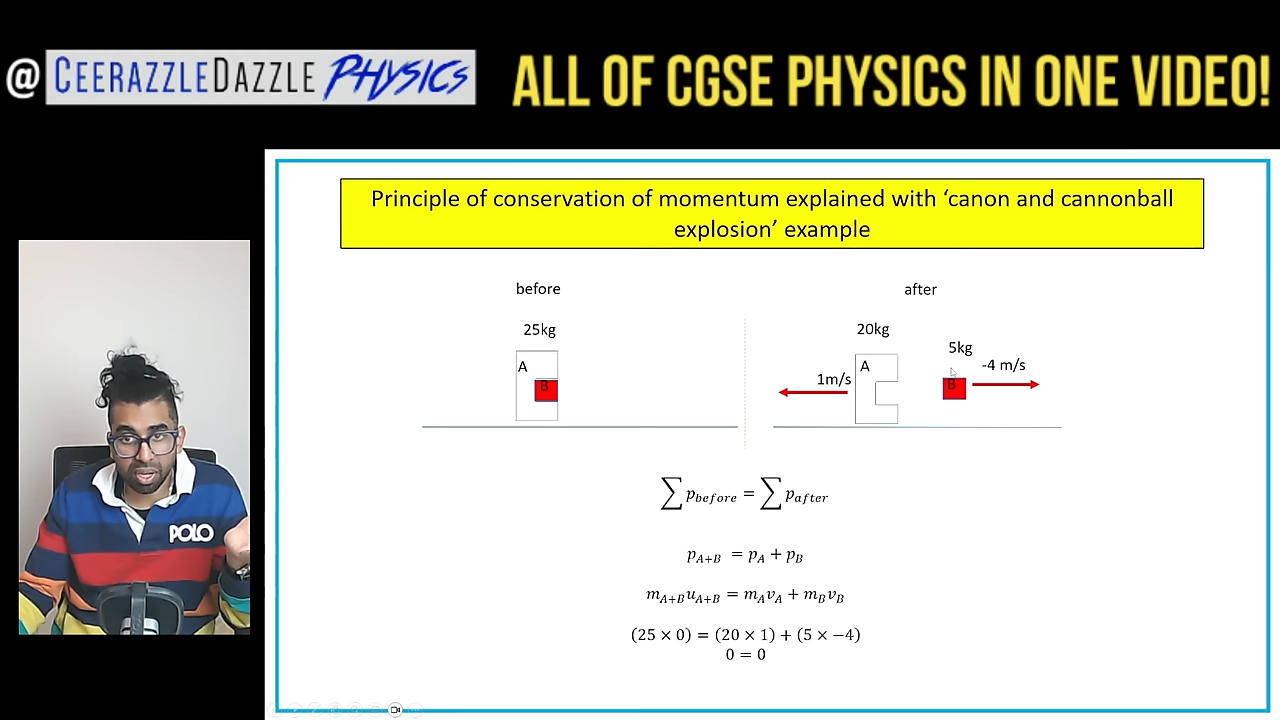 @ CEERAZZLEDAZZLE PHYSICS
ALL OF CGSE PHYSICS IN ONE VIDEO!
Principle of conservation of momentum explained with ‘canon and cannonball
explosion’ example
before
after
25kg
20kg
5kg
A
B
A
B
1m/s
-4 m/s
∑ p_before = ∑ p_after
p_A+B = p_A + p_B
m_A+B u_A+B = m_A v_A + m_B v_B
(25 × 0) = (20 × 1) + (5 × −4)
0 = 0
POLO